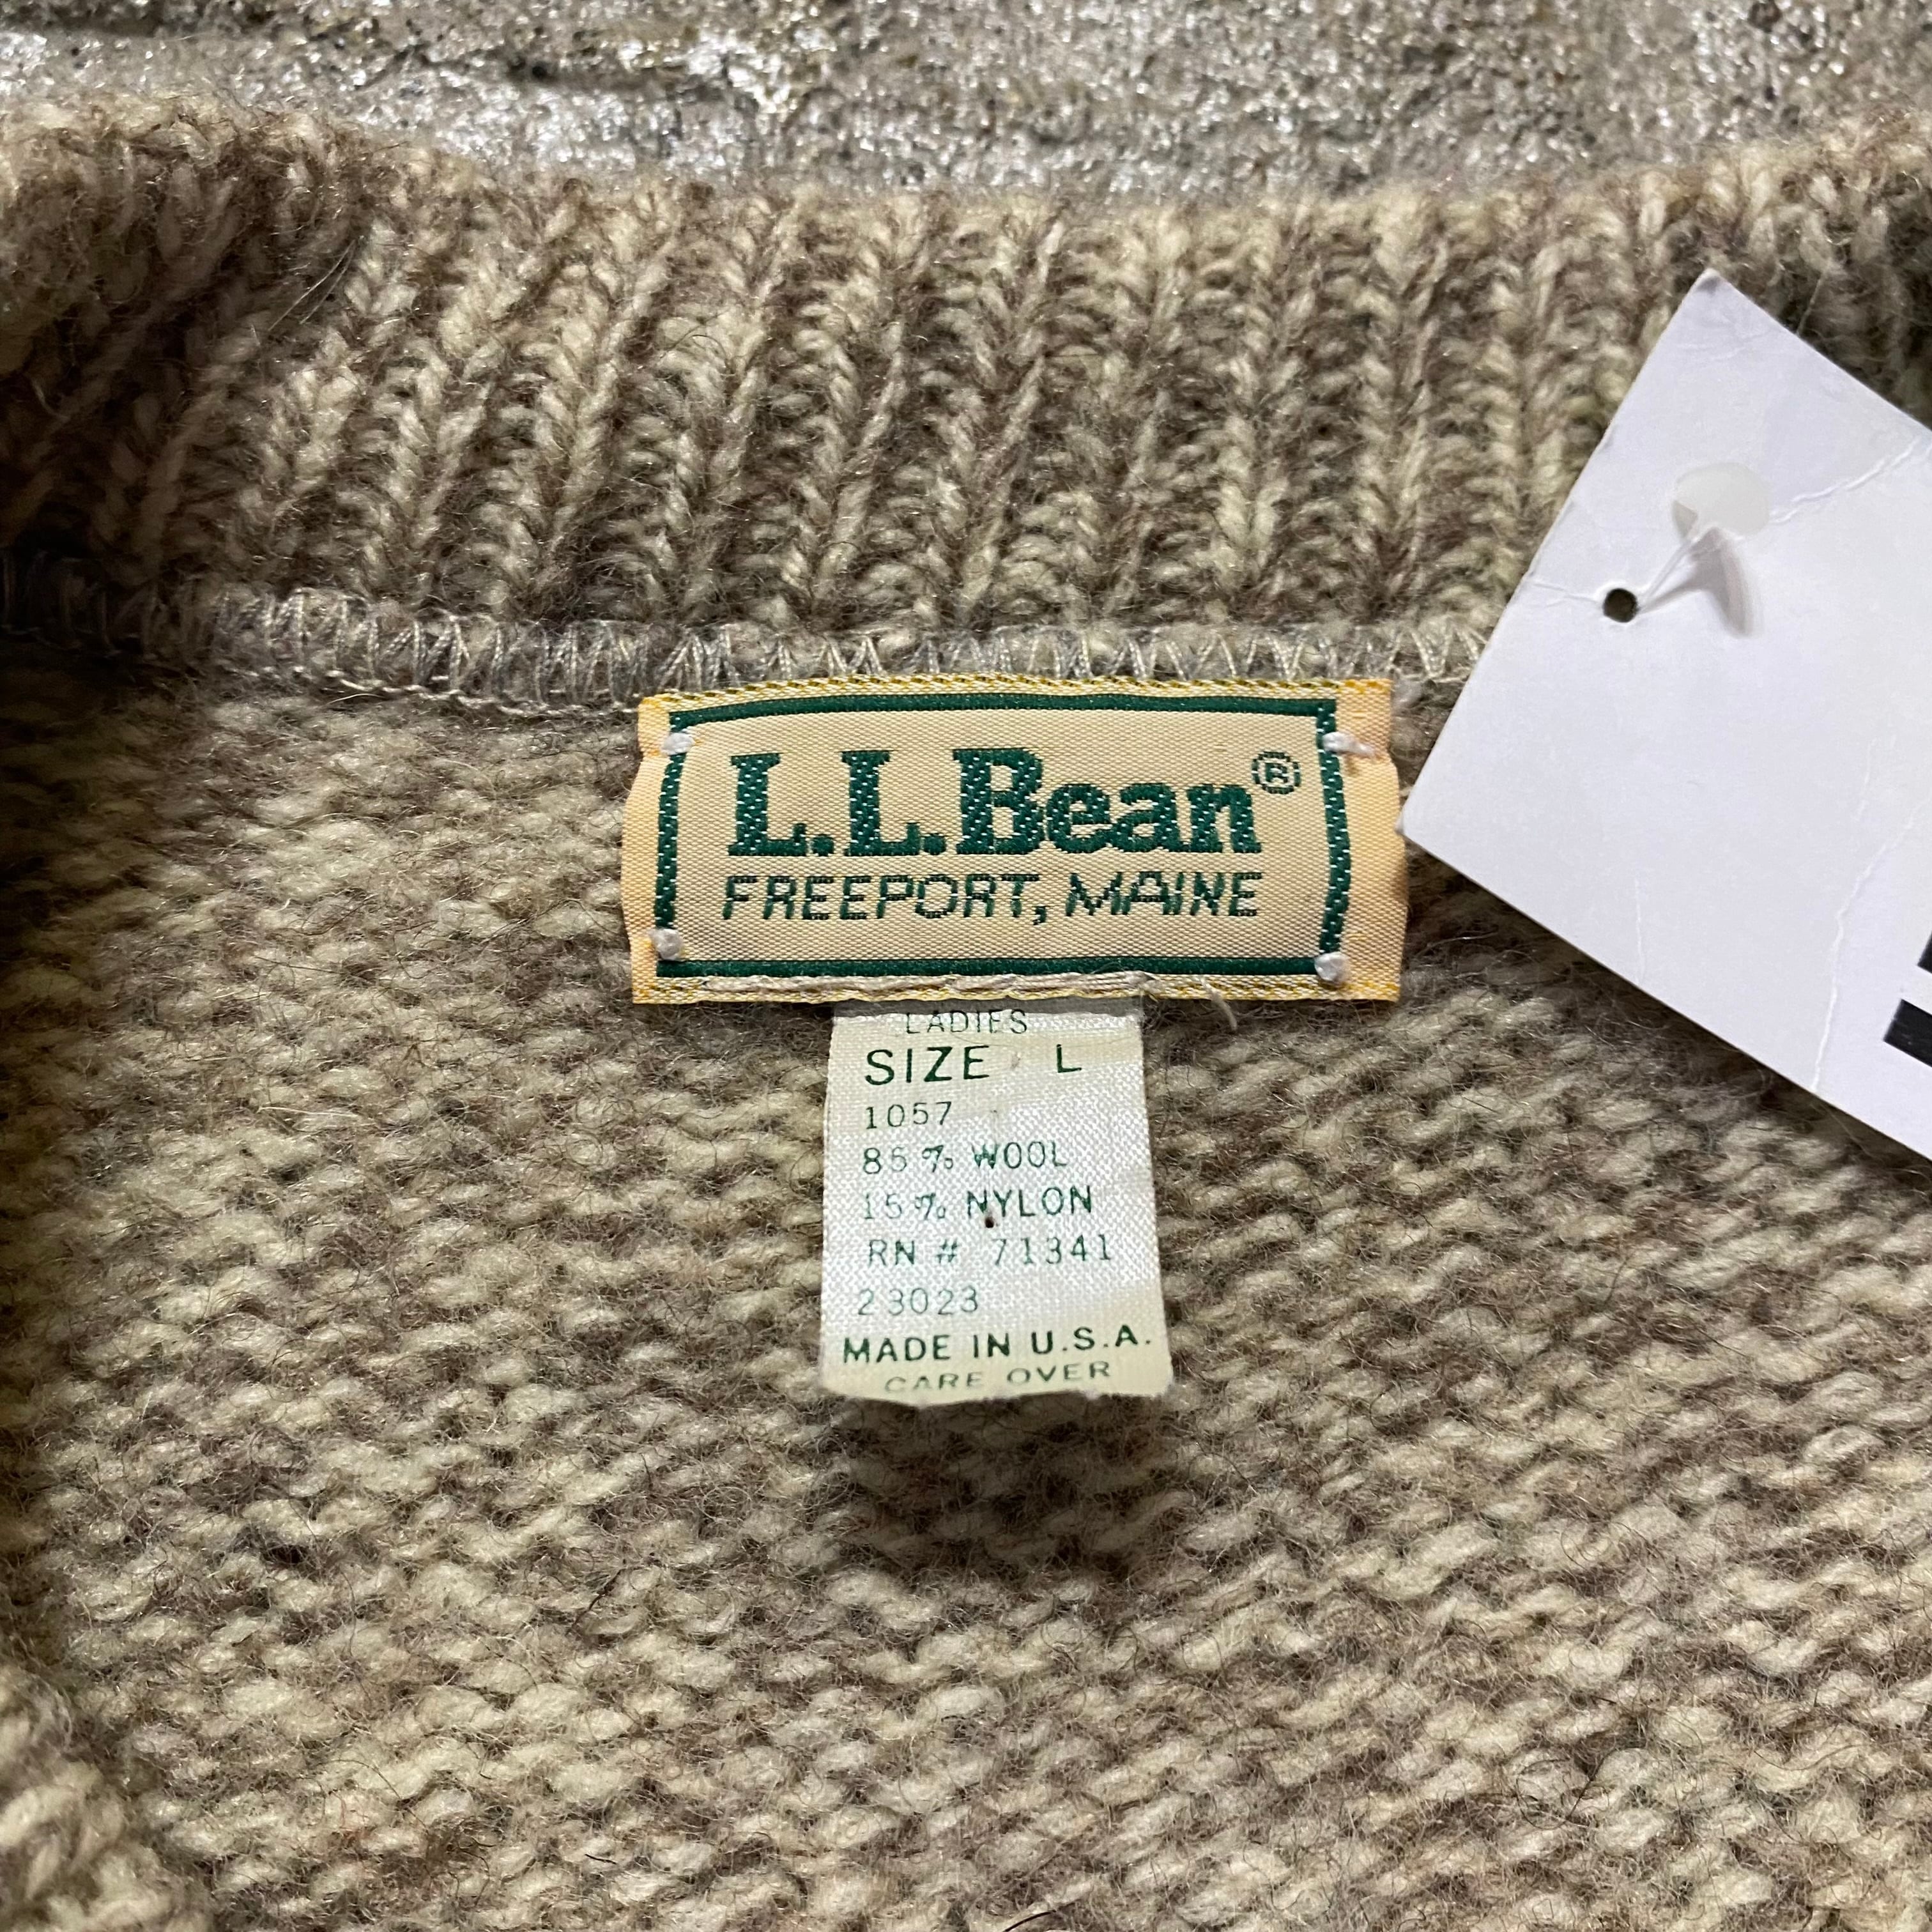 L.L.Bean®
FREEPORT, MAINE
LADIES
SIZE L
1057
85% WOOL
15% NYLON
RN # 71341
23023
MADE IN U.S.A.
CARE OVER